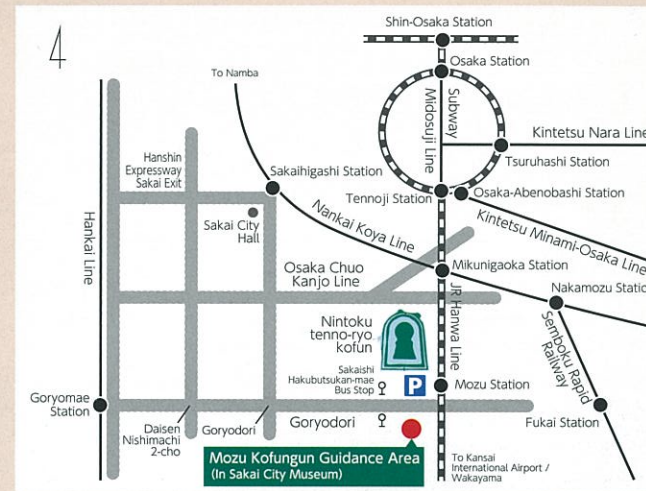 4
Shin-Osaka Station
Osaka Station
To Namba
Subway
Midosuji Line
Kintetsu Nara Line
Tsuruhashi Station
Hanshin
Expressway
Sakai Exit
Sakaihigashi Station
Tennoji Station
Osaka-Abenobashi Station
Hankai Line
Sakai City
Hall
Nankai Koya Line
Kintetsu Minami-Osaka Line
Osaka Chuo
Kanjo Line
Mikunigaoka Station
Nakamozu Station
JR Hanwa Line
Nintoku
tenno-ryo
kofun
Semboku Rapid
Railway
Sakaishi
Hakubutsukan-mae
Bus Stop
P
Mozu Station
Goryomae
Station
Daisen
Nishimachi
2-cho
Goryodori
Goryodori
Fukai Station
Mozu Kofungun Guidance Area
(In Sakai City Museum)
To Kansai
International Airport /
Wakayama